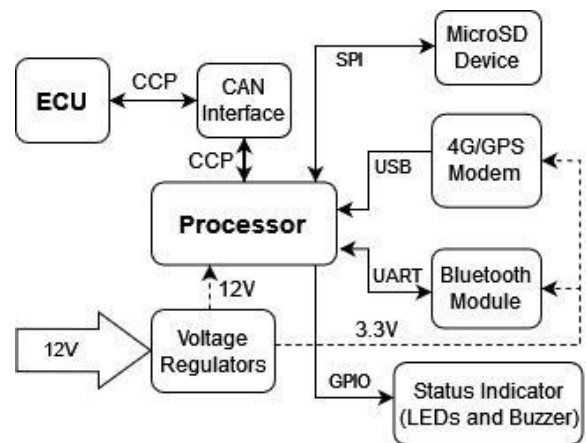 MicroSD
Device
SPI
ECU
CCP
CAN
Interface
CCP
4G/GPS
Modem
USB
Processor
UART
Bluetooth
Module
12V
12V
Voltage
Regulators
3.3V
GPIO
Status Indicator
(LEDs and Buzzer)